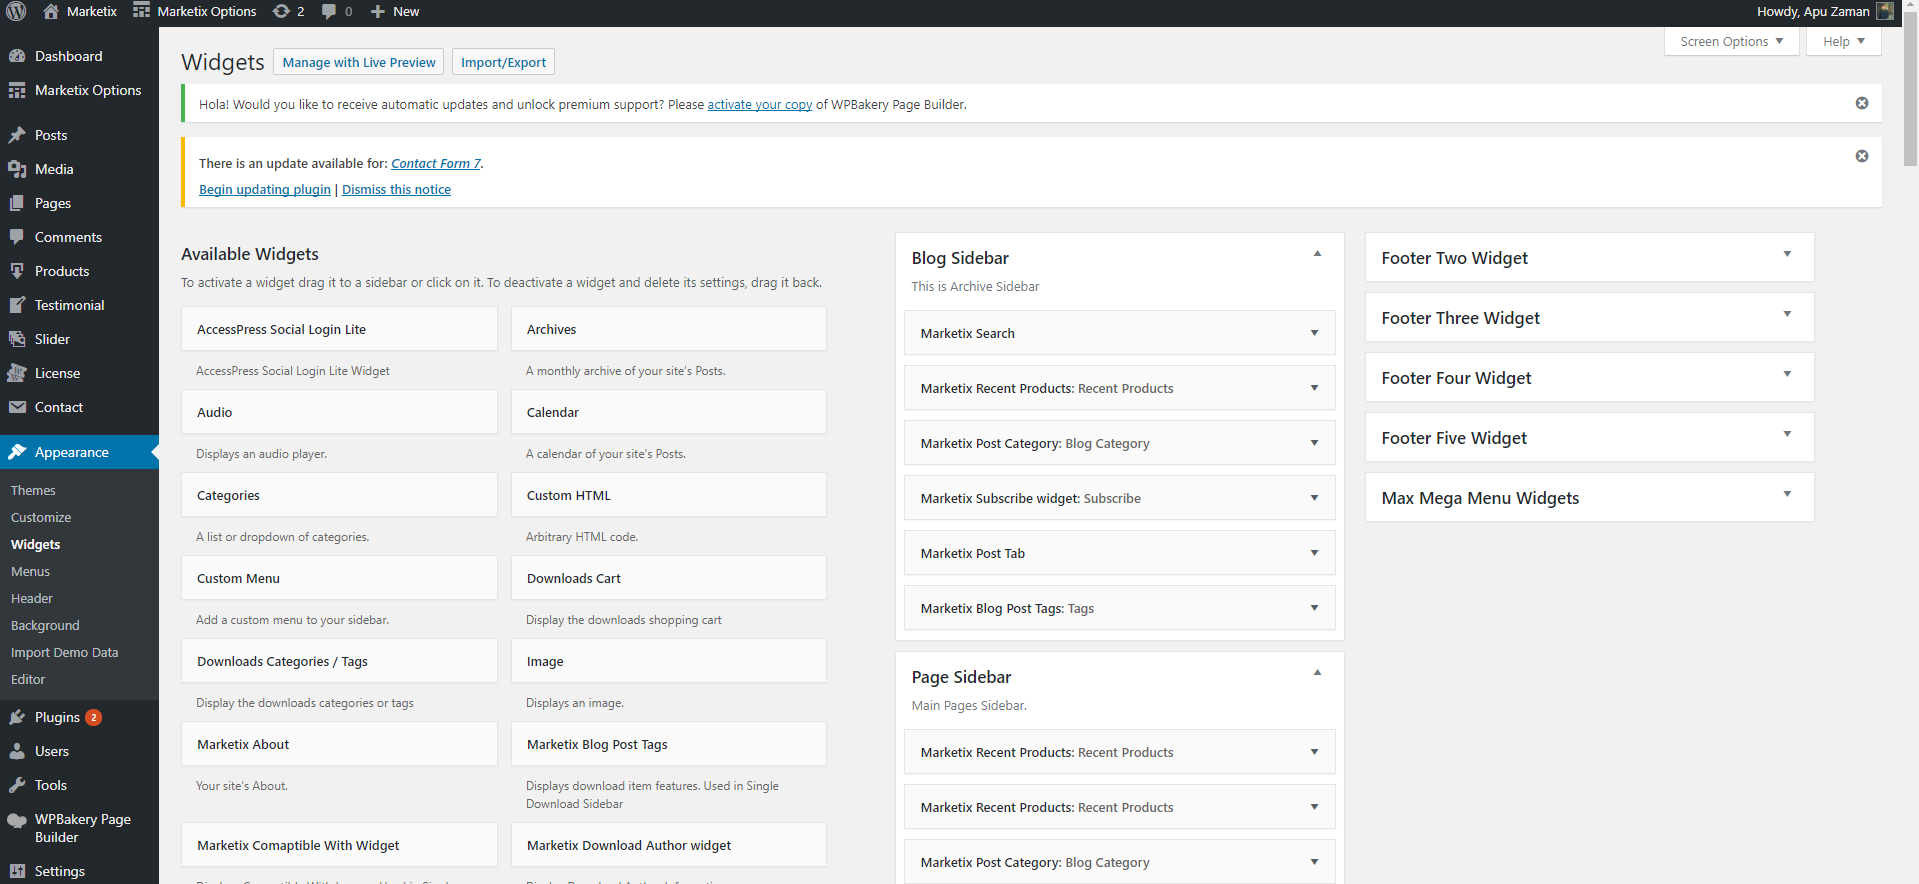 Marketix
Marketix Options
2
0
New
Howdy, Apu Zaman
Dashboard
Marketix Options
Posts
Media
Pages
Comments
Products
Testimonial
Slider
License
Contact
Appearance
Themes
Customize
Widgets
Menus
Header
Background
Import Demo Data
Editor
Plugins 2
Users
Tools
WPBakery Page
Builder
Settings
Screen Options
Help
Widgets
Manage with Live Preview
Import/Export
Hola! Would you like to receive automatic updates and unlock premium support? Please activate your copy of WPBakery Page Builder.
There is an update available for: Contact Form 7.
Begin updating plugin | Dismiss this notice
Available Widgets
To activate a widget drag it to a sidebar or click on it. To deactivate a widget and delete its settings, drag it back.
AccessPress Social Login Lite
AccessPress Social Login Lite Widget
Archives
A monthly archive of your site's Posts.
Audio
Displays an audio player.
Calendar
A calendar of your site's Posts.
Categories
A list or dropdown of categories.
Custom HTML
Arbitrary HTML code.
Custom Menu
Add a custom menu to your sidebar.
Downloads Cart
Display the downloads shopping cart
Downloads Categories / Tags
Display the downloads categories or tags
Image
Displays an image.
Marketix About
Your site's About.
Marketix Blog Post Tags
Displays download item features. Used in Single
Download Sidebar
Marketix Comaptible With Widget
Marketix Download Author widget
Blog Sidebar
This is Archive Sidebar
Marketix Search
Marketix Recent Products: Recent Products
Marketix Post Category: Blog Category
Marketix Subscribe widget: Subscribe
Marketix Post Tab
Marketix Blog Post Tags: Tags
Page Sidebar
Main Pages Sidebar.
Marketix Recent Products: Recent Products
Marketix Recent Products: Recent Products
Marketix Post Category: Blog Category
Footer Two Widget
Footer Three Widget
Footer Four Widget
Footer Five Widget
Max Mega Menu Widgets